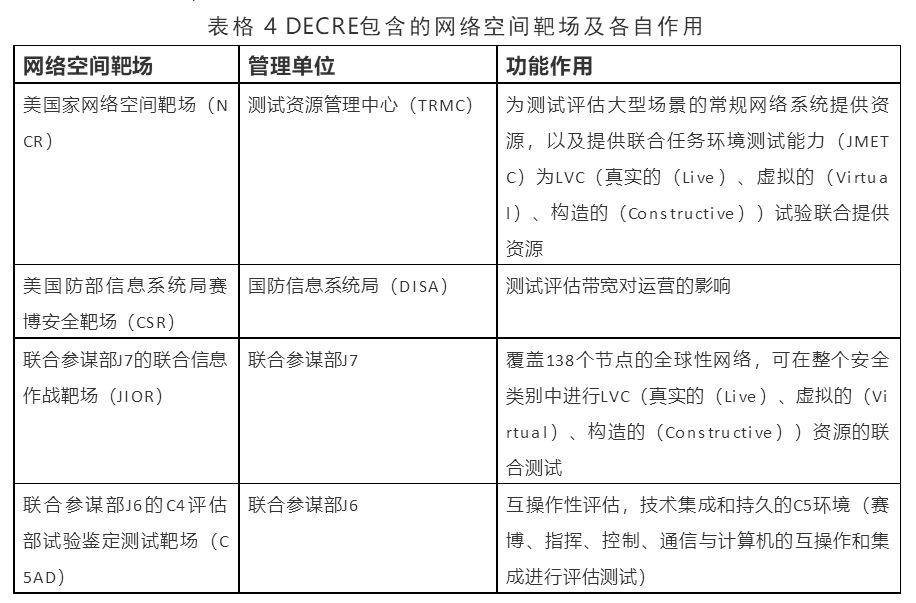 表格 4 DECRE包含的网络空间靶场及各自作用
网络空间靶场
管理单位
功能作用
美国家网络空间靶场（N
CR）
测试资源管理中心（TRMC）
为测试评估大型场景的常规网络系统提供资
源，以及提供联合任务环境测试能力（JMET
C）为LVC（真实的（Live）、虚拟的（Virtua
l）、构造的（Constructive））试验联合提供
资源
美国防部信息系统局赛
博安全靶场（CSR）
国防信息系统局（DISA）
测试评估带宽对运营的影响
联合参谋部J7的联合信息
作战靶场（JIOR）
联合参谋部J7
覆盖138个节点的全球性网络，可在整个安全
类别中进行LVC（真实的（Live）、虚拟的（Vi
rtual）、构造的（Constructive））资源的联
合测试
联合参谋部J6的C4评估
部试验鉴定测试靶场（C
5AD）
联合参谋部J6
互操作性评估，技术集成和持久的C5环境（赛
博、指挥、控制、通信与计算机的互操作和集
成进行评估测试）